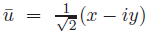 ū = 1/√2 (x − iy)